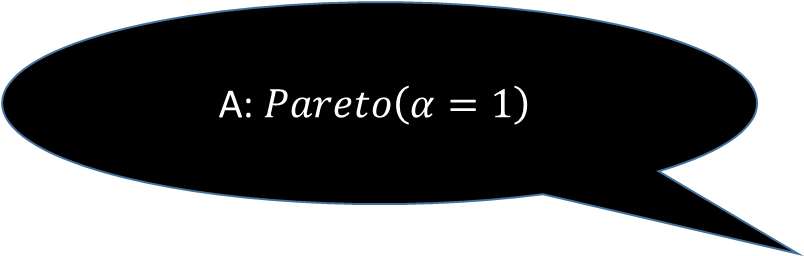 A: 𝑃𝑎𝑟𝑒𝑡𝑜(𝛼 = 1)